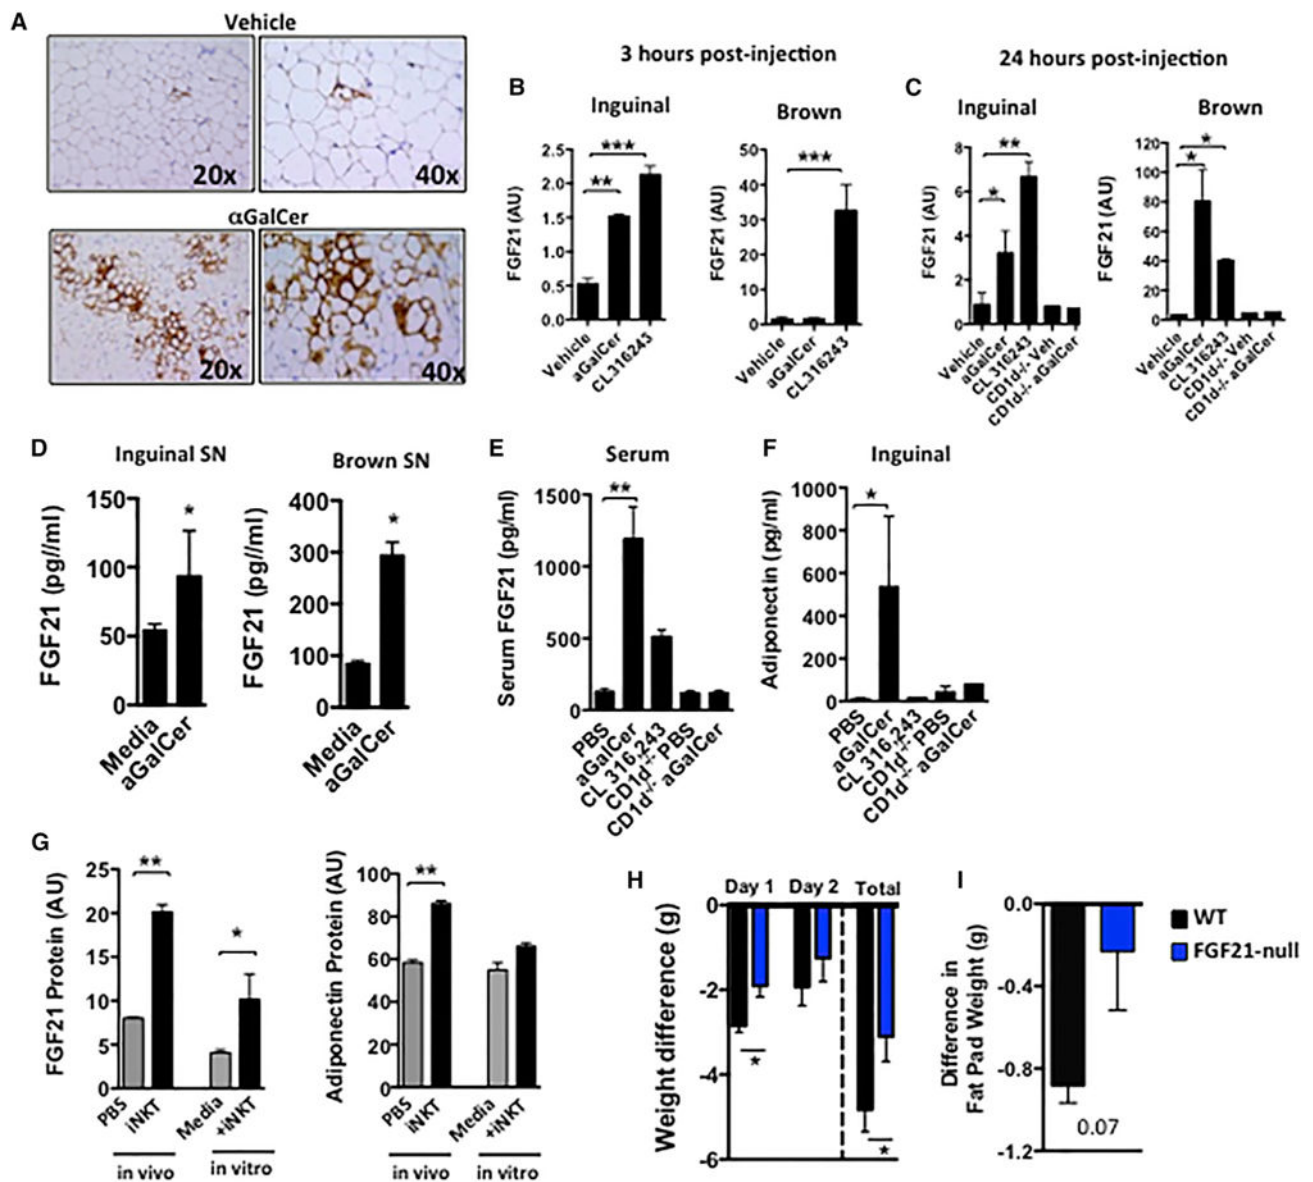 A
Vehicle
20x
40x
αGalCer
20x
40x
3 hours post-injection
B
Inguinal
FGF21 (AU)
2.5
2.0
1.5
1.0
0.5
0.0
★★★
★★
Vehicle
aGalCer
CL316243
Brown
FGF21 (AU)
50
40
30
20
10
0
★★★
Vehicle
aGalCer
CL316243
24 hours post-injection
C
Inguinal
FGF21 (AU)
8
6
4
2
0
★★
★
Vehicle
aGalCer
CL 316243
CD1d-/- Veh
CD1d-/- aGalCer
Brown
FGF21 (AU)
120
100
80
60
40
20
0
★
★
Vehicle
aGalCer
CL 316243
CD1d-/- Veh
CD1d-/- aGalCer
D
Inguinal SN
FGF21 (pg//ml)
150
100
50
0
★
Media
aGalCer
Brown SN
FGF21 (pg//ml)
400
300
200
100
0
★
Media
aGalCer
E
Serum
Serum FGF21 (pg/ml)
1500
1000
500
0
★★
PBS
aGalCer
CL 316,243
CD1d-/- PBS
CD1d-/- aGalCer
F
Inguinal
Adiponectin (pg/ml)
1000
800
600
400
200
0
★
PBS
aGalCer
CL 316,243
CD1d-/- PBS
CD1d-/- aGalCer
G
FGF21 Protein (AU)
25
20
15
10
5
0
★★
★
PBS
iNKT
Media
+iNKT
in vivo
in vitro
Adiponectin Protein (AU)
100
80
60
40
20
0
★★
PBS
iNKT
Media
+iNKT
in vivo
in vitro
H
Day 1 Day 2 Total
Weight difference (g)
0
-2
-4
-6
★
★
I
Difference in
Fat Pad Weight (g)
0.0
-0.4
-0.8
-1.2
0.07
WT
FGF21-null